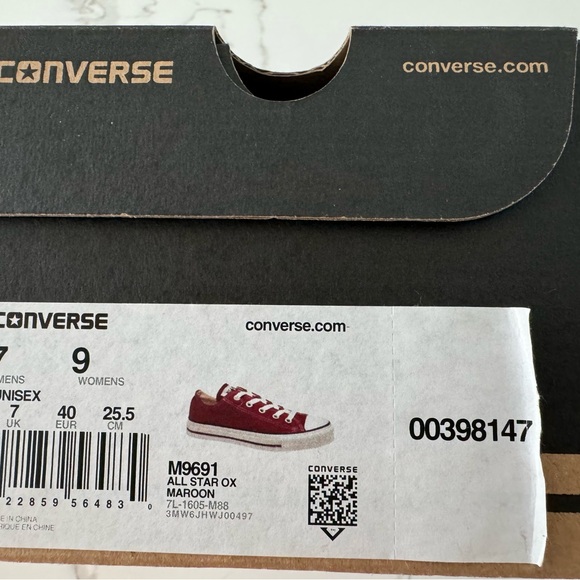 CONVERSE converse.com
CONVERSE converse.com
7 9
MENS WOMENS
UNISEX
7 40 25.5
UK EUR CM
22859 56483 0
M9691
ALL STAR OX
MAROON
7L-1605-M88
3MW6JHWJ00497
CONVERSE
00398147
IN CHINA
EN CHINE